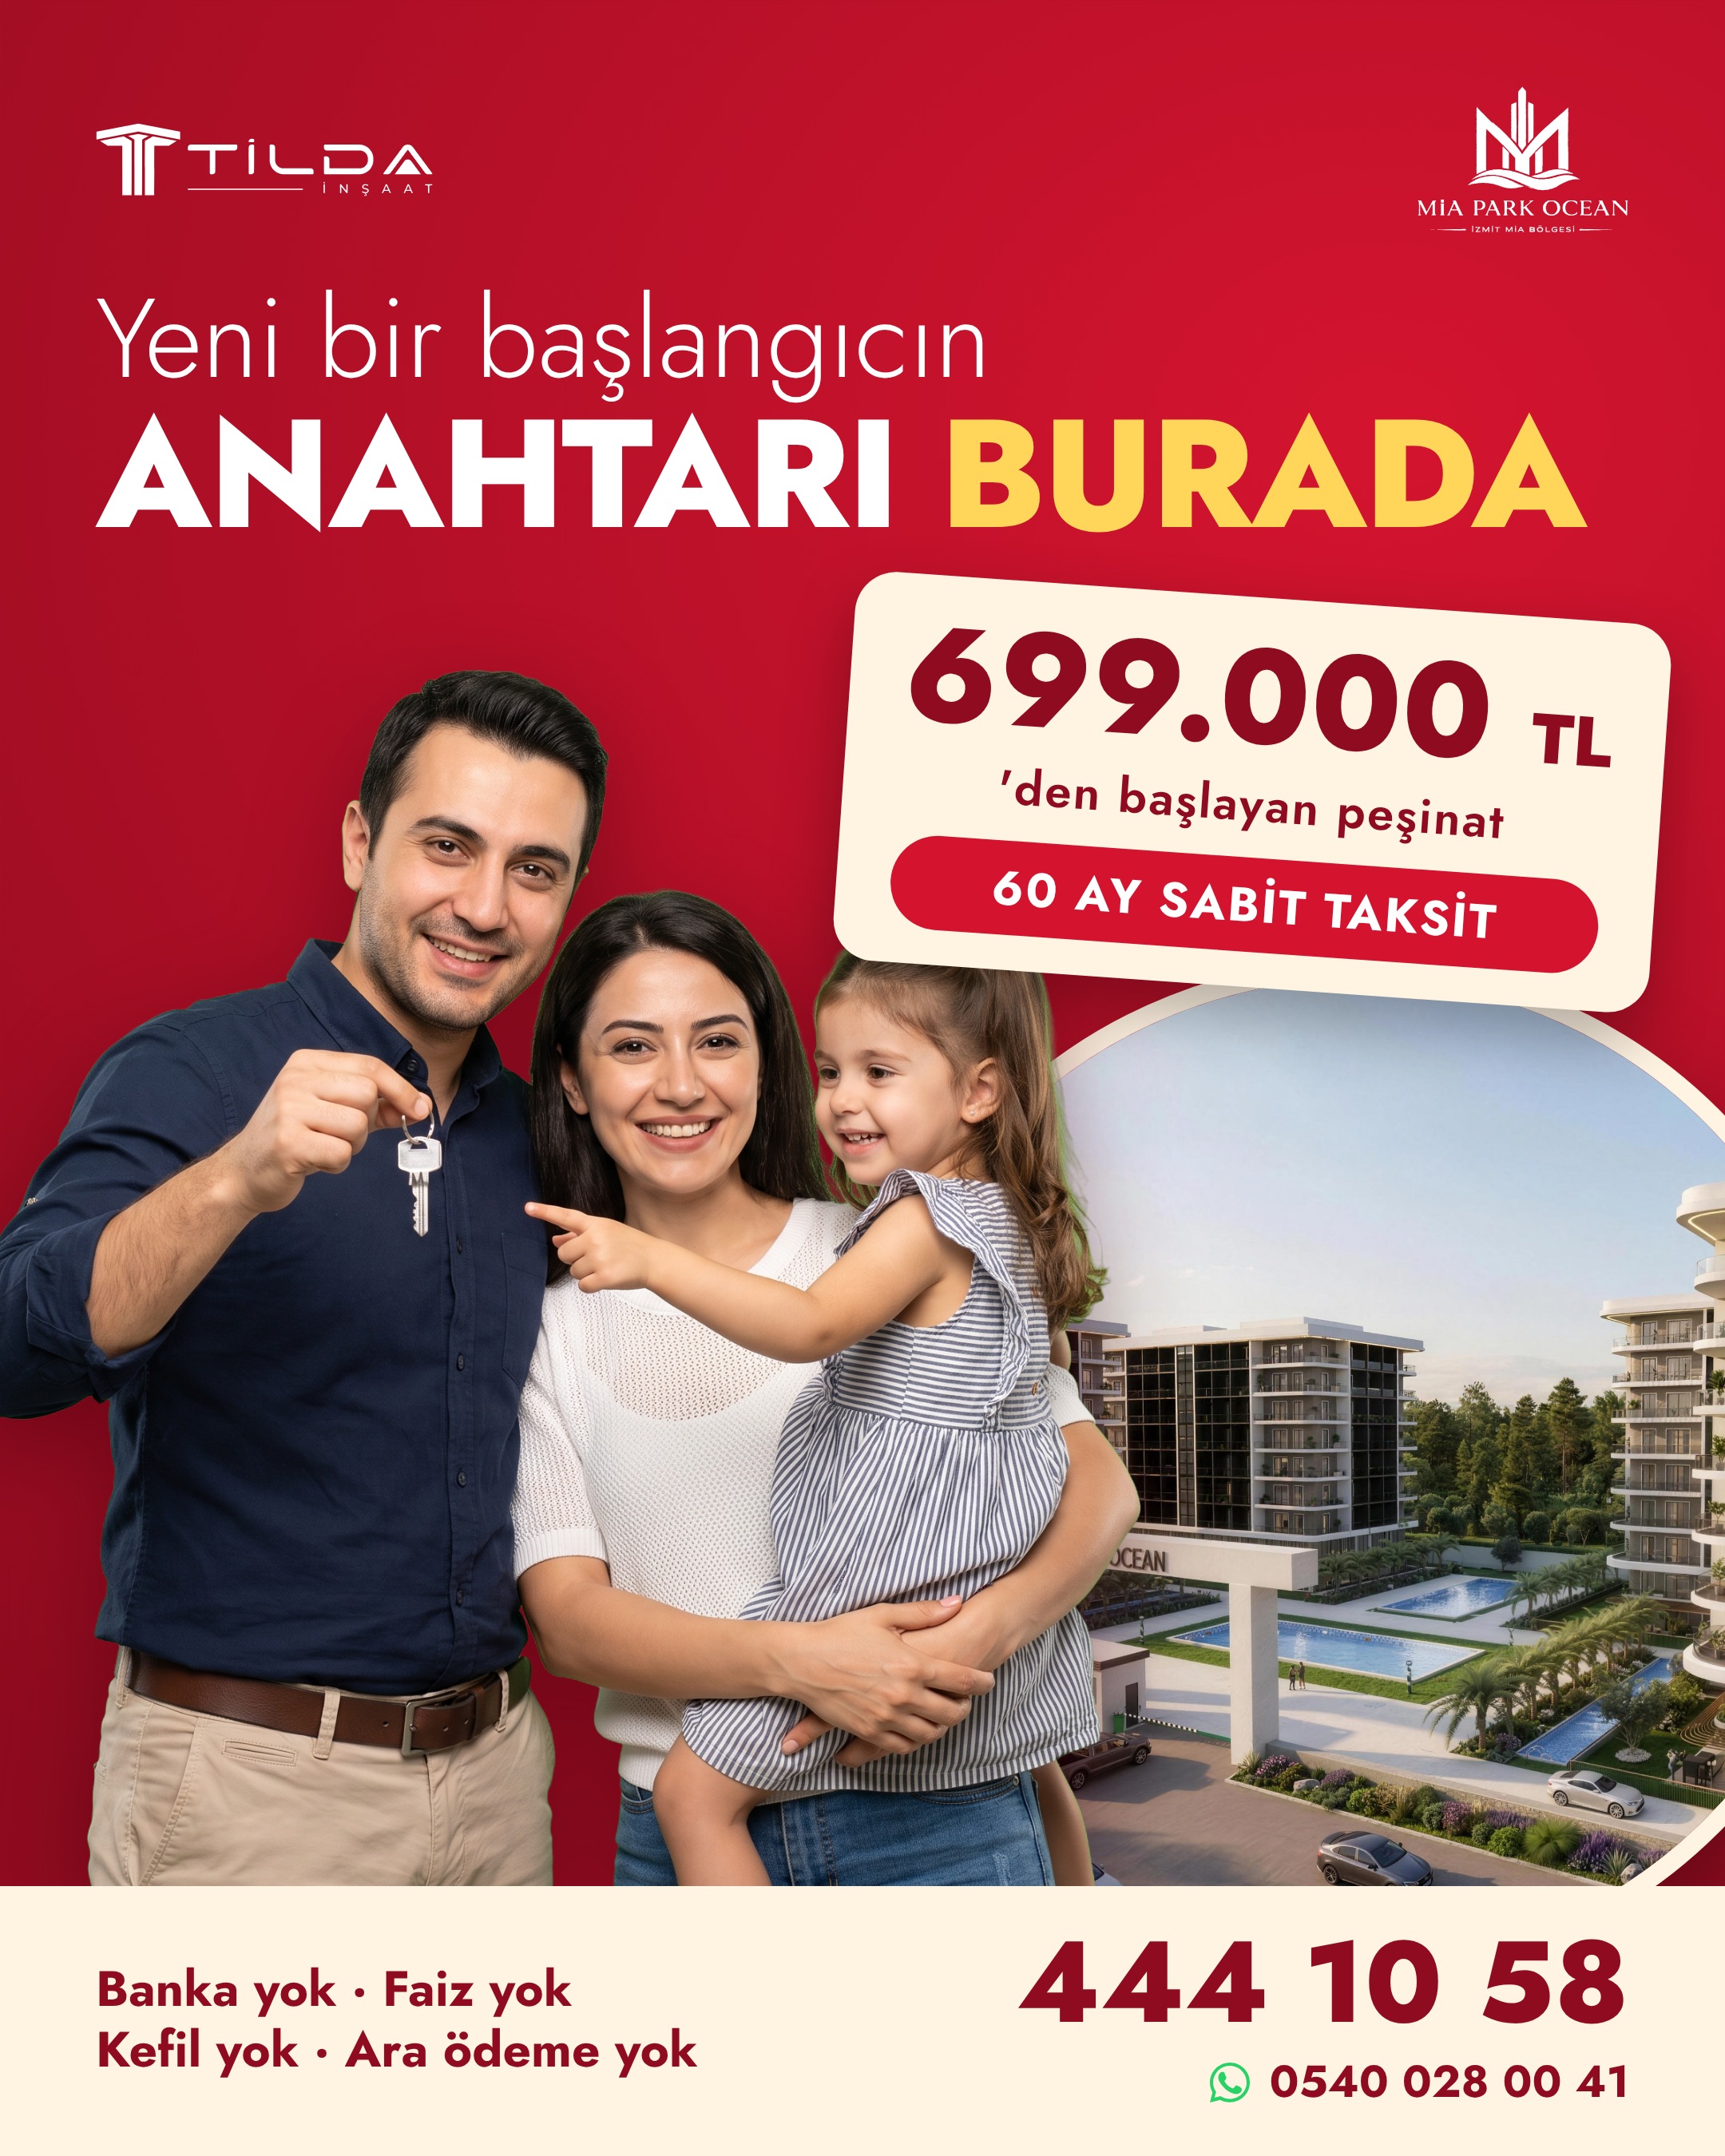 TİLDA
İNŞAAT
MİA PARK OCEAN
İZMİT MİA BÖLGESİ
Yeni bir başlangıcın
ANAHTARI BURADA
699.000 TL
'den başlayan peşinat
60 AY SABİT TAKSİT
OCEAN
Banka yok · Faiz yok
Kefil yok · Ara ödeme yok
444 10 58
0540 028 00 41